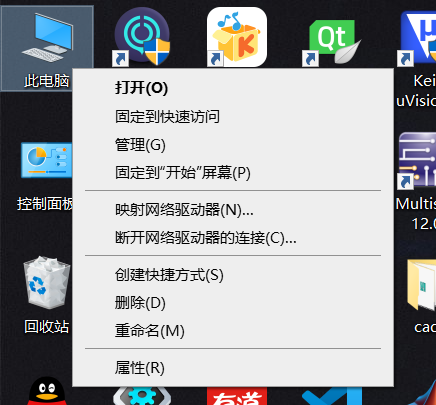 此电脑
Kei
uVisio
打开(O)
固定到快速访问
管理(G)
固定到“开始”屏幕(P)
映射网络驱动器(N)...
断开网络驱动器的连接(C)...
创建快捷方式(S)
删除(D)
重命名(M)
属性(R)
控制面板
Multis
12.0
回收站
cac
Qt
K
有道